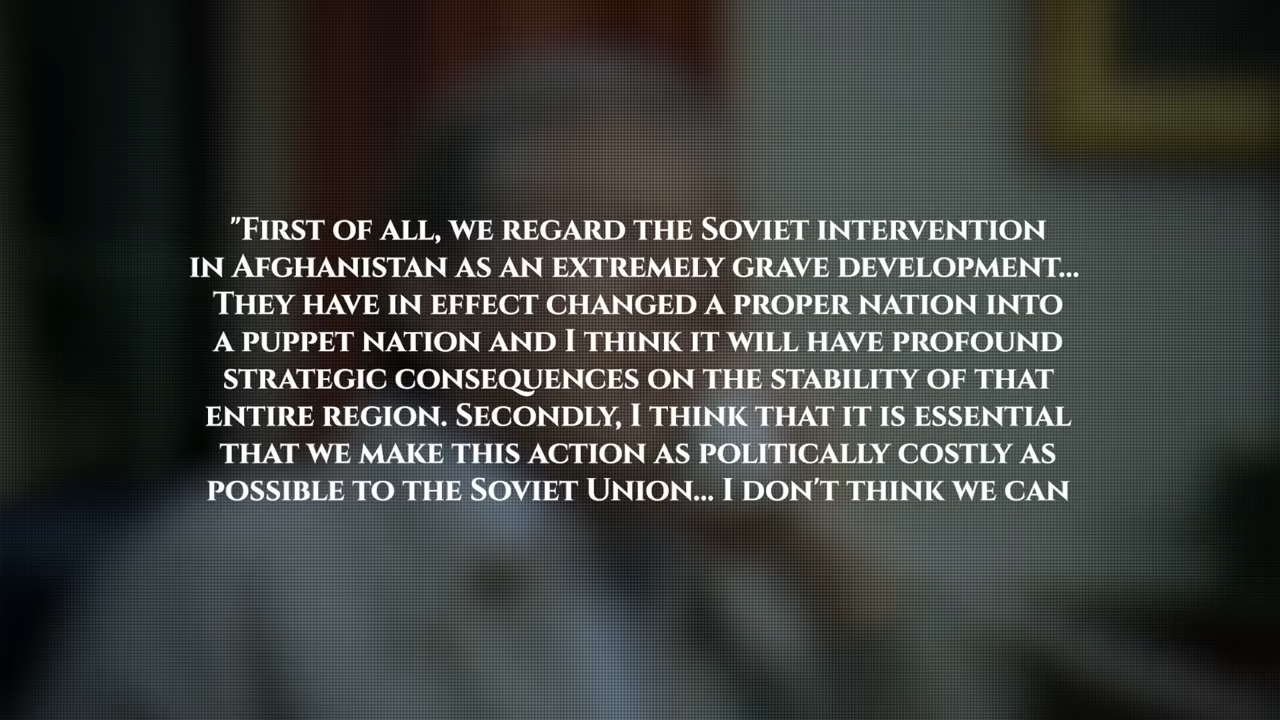 "First of all, we regard the Soviet intervention
in Afghanistan as an extremely grave development...
They have in effect changed a proper nation into
a puppet nation and I think it will have profound
strategic consequences on the stability of that
entire region. Secondly, I think that it is essential
that we make this action as politically costly as
possible to the Soviet Union... I don't think we can